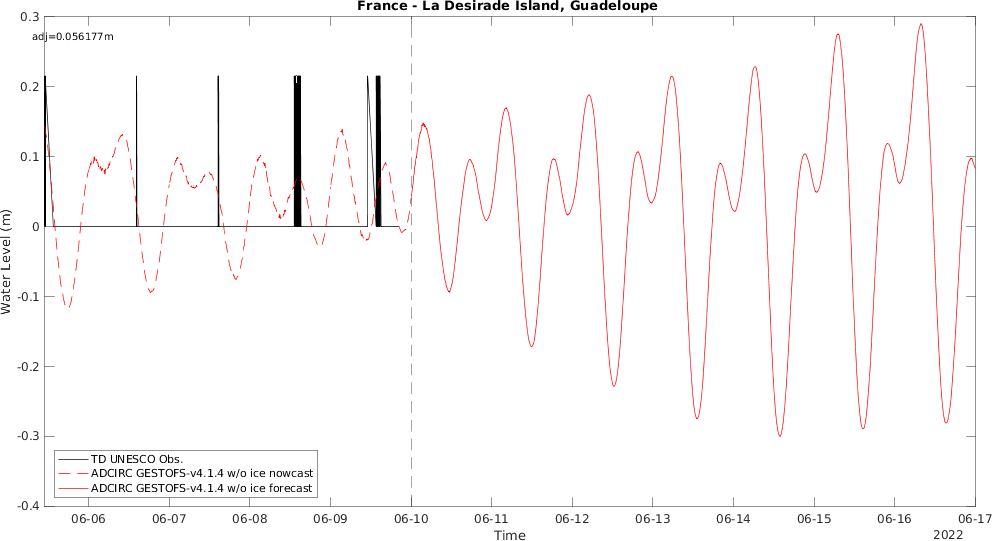 France - La Desirade Island, Guadeloupe
adj=0.056177m
0.3
0.2
0.1
0
-0.1
-0.2
-0.3
-0.4
Water Level (m)
TD UNESCO Obs.
ADCIRC GESTOFS-v4.1.4 w/o ice nowcast
ADCIRC GESTOFS-v4.1.4 w/o ice forecast
06-06 06-07 06-08 06-09 06-10 06-11 06-12 06-13 06-14 06-15 06-16 06-17
Time
2022